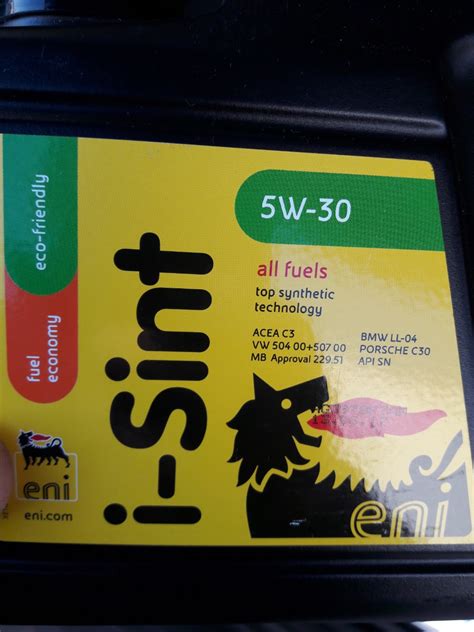 eco-friendly
fuel
economy
i-Sint
5W-30
all fuels
top synthetic
technology
ACEA C3
VW 504 00+507 00
MB Approval 229.51
BMW LL-04
PORSCHE C30
API SN
eni
eni.com
eni